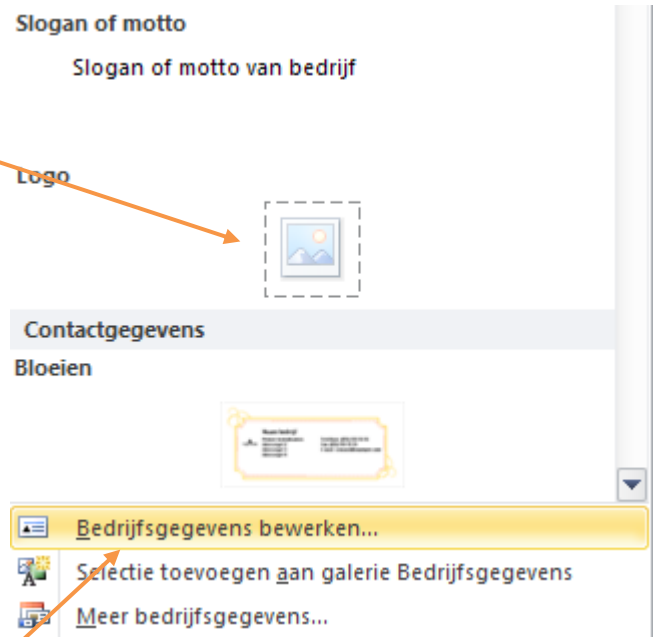 Slogan of motto
Slogan of motto van bedrijf
Logo
Contactgegevens
Bloeien
Bedrijfsgegevens bewerken...
Selectie toevoegen aan galerie Bedrijfsgegevens
Meer bedrijfsgegevens...